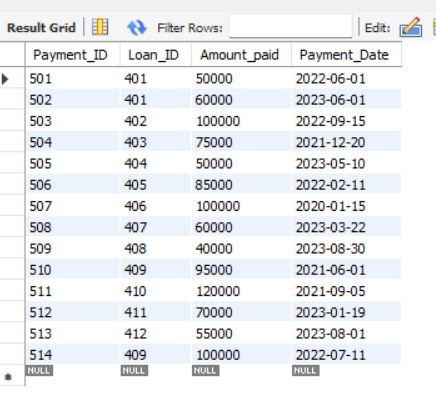 Result Grid Filter Rows: Edit:
Payment_ID Loan_ID Amount_paid Payment_Date
501 401 50000 2022-06-01
502 401 60000 2023-06-01
503 402 100000 2022-09-15
504 403 75000 2021-12-20
505 404 50000 2023-05-10
506 405 85000 2022-02-11
507 406 100000 2020-01-15
508 407 60000 2023-03-22
509 408 40000 2023-08-30
510 409 95000 2021-06-01
511 410 120000 2021-09-05
512 411 70000 2023-01-19
513 412 55000 2023-08-01
514 409 100000 2022-07-11
NULL NULL NULL NULL